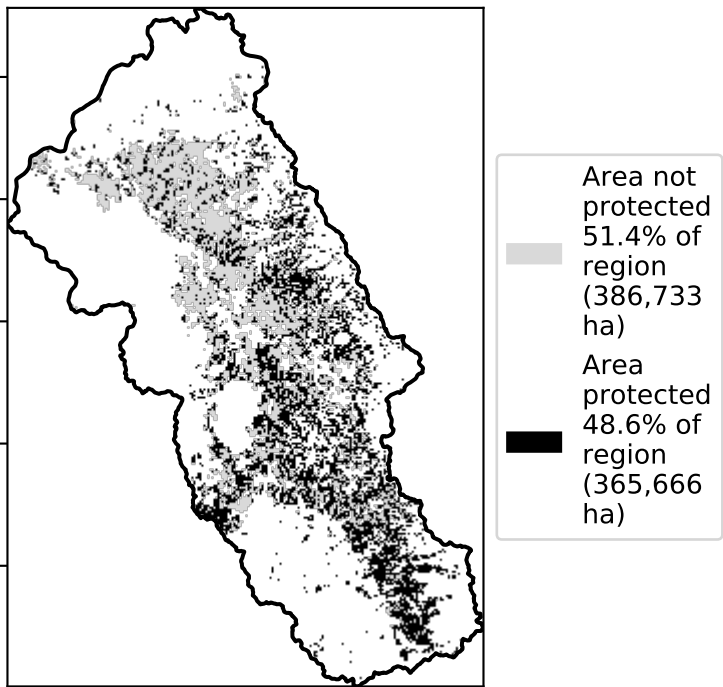 Area not
protected
51.4% of
region
(386,733
ha)
Area
protected
48.6% of
region
(365,666
ha)